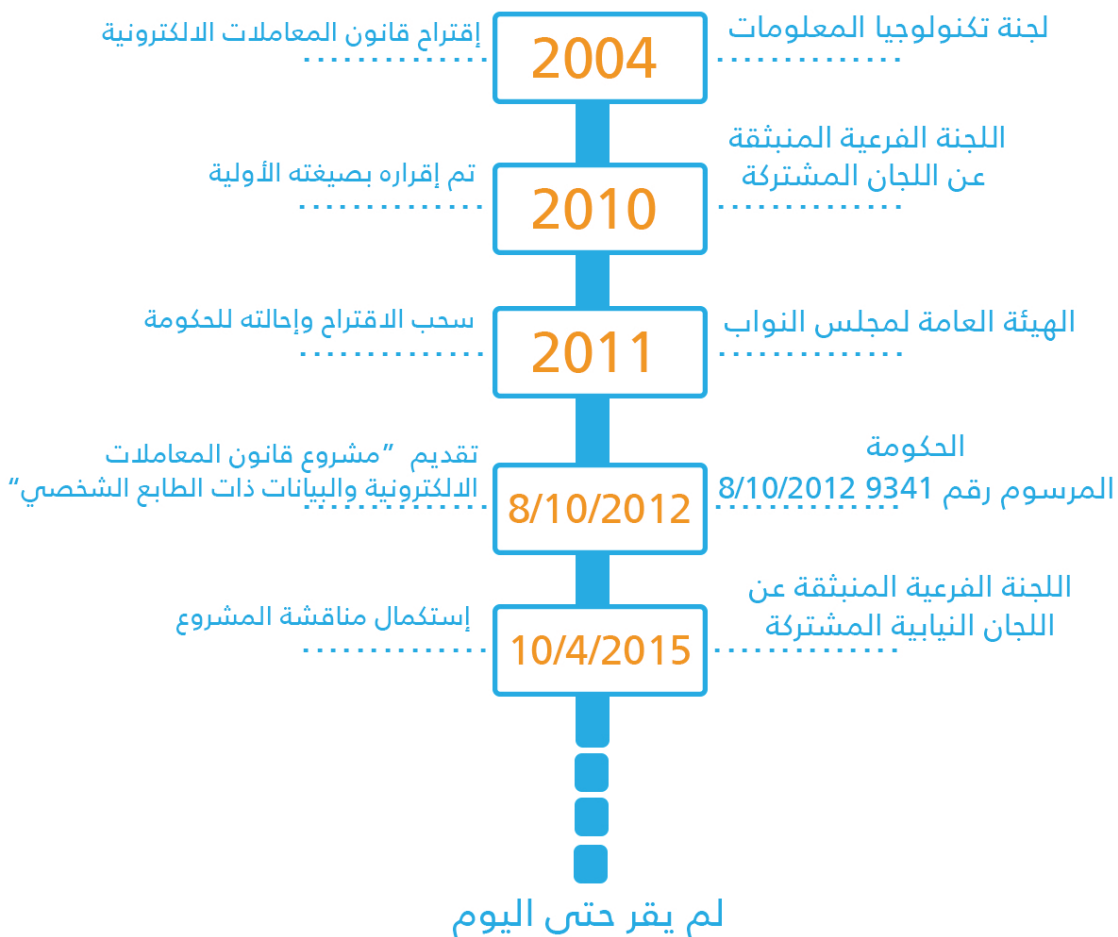 لجنة تكنولوجيا المعلومات
2004
إقتراح قانون المعاملات الالكترونية
اللجنة الفرعية المنبثقة
عن اللجان المشتركة
2010
تم إقراره بصيغته الأولية
الهيئة العامة لمجلس النواب
2011
سحب الاقتراح وإحالته للحكومة
الحكومة
المرسوم رقم 9341 8/10/2012
8/10/2012
تقديم "مشروع قانون المعاملات
الالكترونية والبيانات ذات الطابع الشخصي"
اللجنة الفرعية المنبثقة عن
اللجان النيابية المشتركة
10/4/2015
إستكمال مناقشة المشروع
لم يقر حتى اليوم